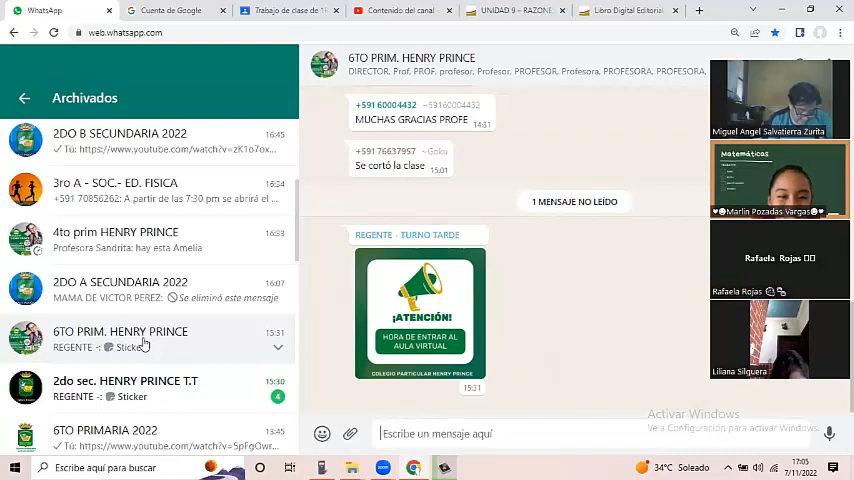 WhatsApp
Cuenta de Google
Trabajo de clase de 1
Contenido del canal
UNIDAD 9 – RAZONE
Libro Digital Editorial
web.whatsapp.com
Archivados
2DO B SECUNDARIA 2022
16:45
Tú: https://www.youtube.com/watch?v=zK1o7ox...
3ro A - SOC.- ED. FISICA
16:34
+591 70856262: A partir de las 7:30 pm se abrirá el ...
4to prim HENRY PRINCE
16:33
Profesora Sandrita: hay esta Amelia
2DO A SECUNDARIA 2022
16:07
MAMA DE VICTOR PEREZ: Se eliminó este mensaje
6TO PRIM. HENRY PRINCE
15:31
REGENTE -: Sticker
2do sec. HENRY PRINCE T.T
15:30
REGENTE -: Sticker
4
6TO PRIMARIA 2022
13:45
Tú: https://www.youtube.com/watch?v=5pFgOwr...
6TO PRIM. HENRY PRINCE
DIRECTOR, Prof, PROF, profesor, Profesor, PROFESOR, Profesora, PROFESORA, PROFESORA,
+591 60004432 ~59160004432
MUCHAS GRACIAS PROFE
14:31
+591 76637957 ~Goku
Se cortó la clase
15:01
1 MENSAJE NO LEÍDO
REGENTE - TURNO TARDE
¡ATENCIÓN!
HORA DE ENTRAR AL
AULA VIRTUAL
COLEGIO PARTICULAR HENRY PRINCE
15:31
Escribe un mensaje aquí
Miguel Angel Salvatierra Zurita
Matemáticas
Marlin Pozadas Vargas
Rafaela Rojas
Rafaela Rojas
Liliana Silguera
Activar Windows
Ve a Configuración para activar Windows.
Escribe aquí para buscar
34°C Soleado
17:05
7/11/2022